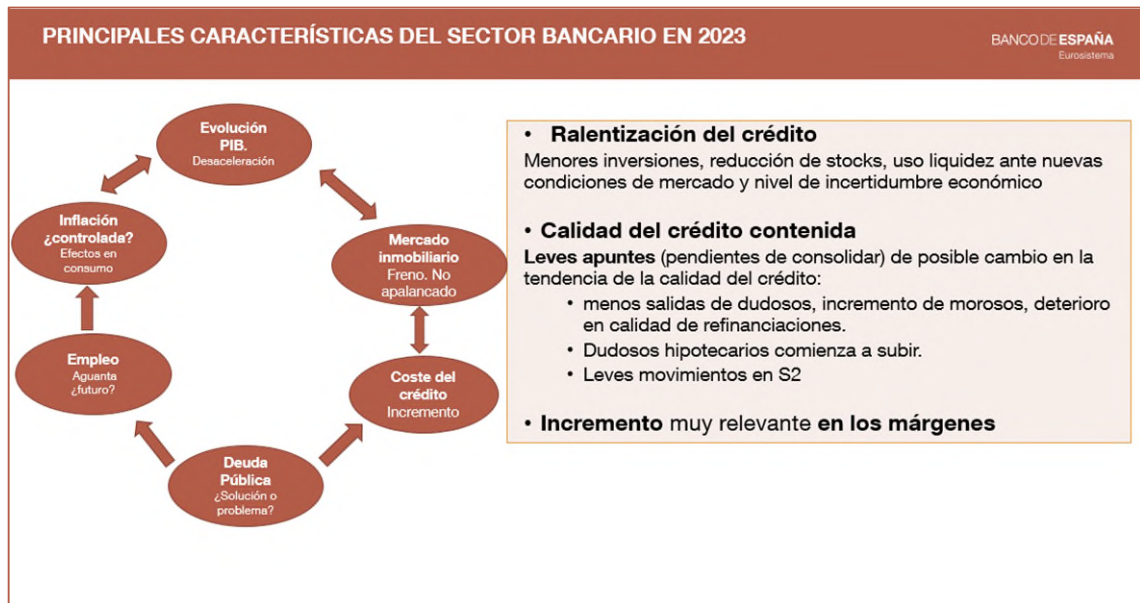 PRINCIPALES CARACTERÍSTICAS DEL SECTOR BANCARIO EN 2023
BANCODEESPAÑA
Eurosistema
Evolución
PIB.
Desaceleración
Inflación
¿controlada?
Efectos en
consumo
Mercado
inmobiliario
Freno. No
apalancado
Empleo
Aguanta
¿futuro?
Coste del
crédito
Incremento
Deuda
Pública
¿Solución o
problema?
• Ralentización del crédito
Menores inversiones, reducción de stocks, uso liquidez ante nuevas
condiciones de mercado y nivel de incertidumbre económico
• Calidad del crédito contenida
Leves apuntes (pendientes de consolidar) de posible cambio en la
tendencia de la calidad del crédito:
• menos salidas de dudosos, incremento de morosos, deterioro
en calidad de refinanciaciones.
• Dudosos hipotecarios comienza a subir.
• Leves movimientos en S2
• Incremento muy relevante en los márgenes